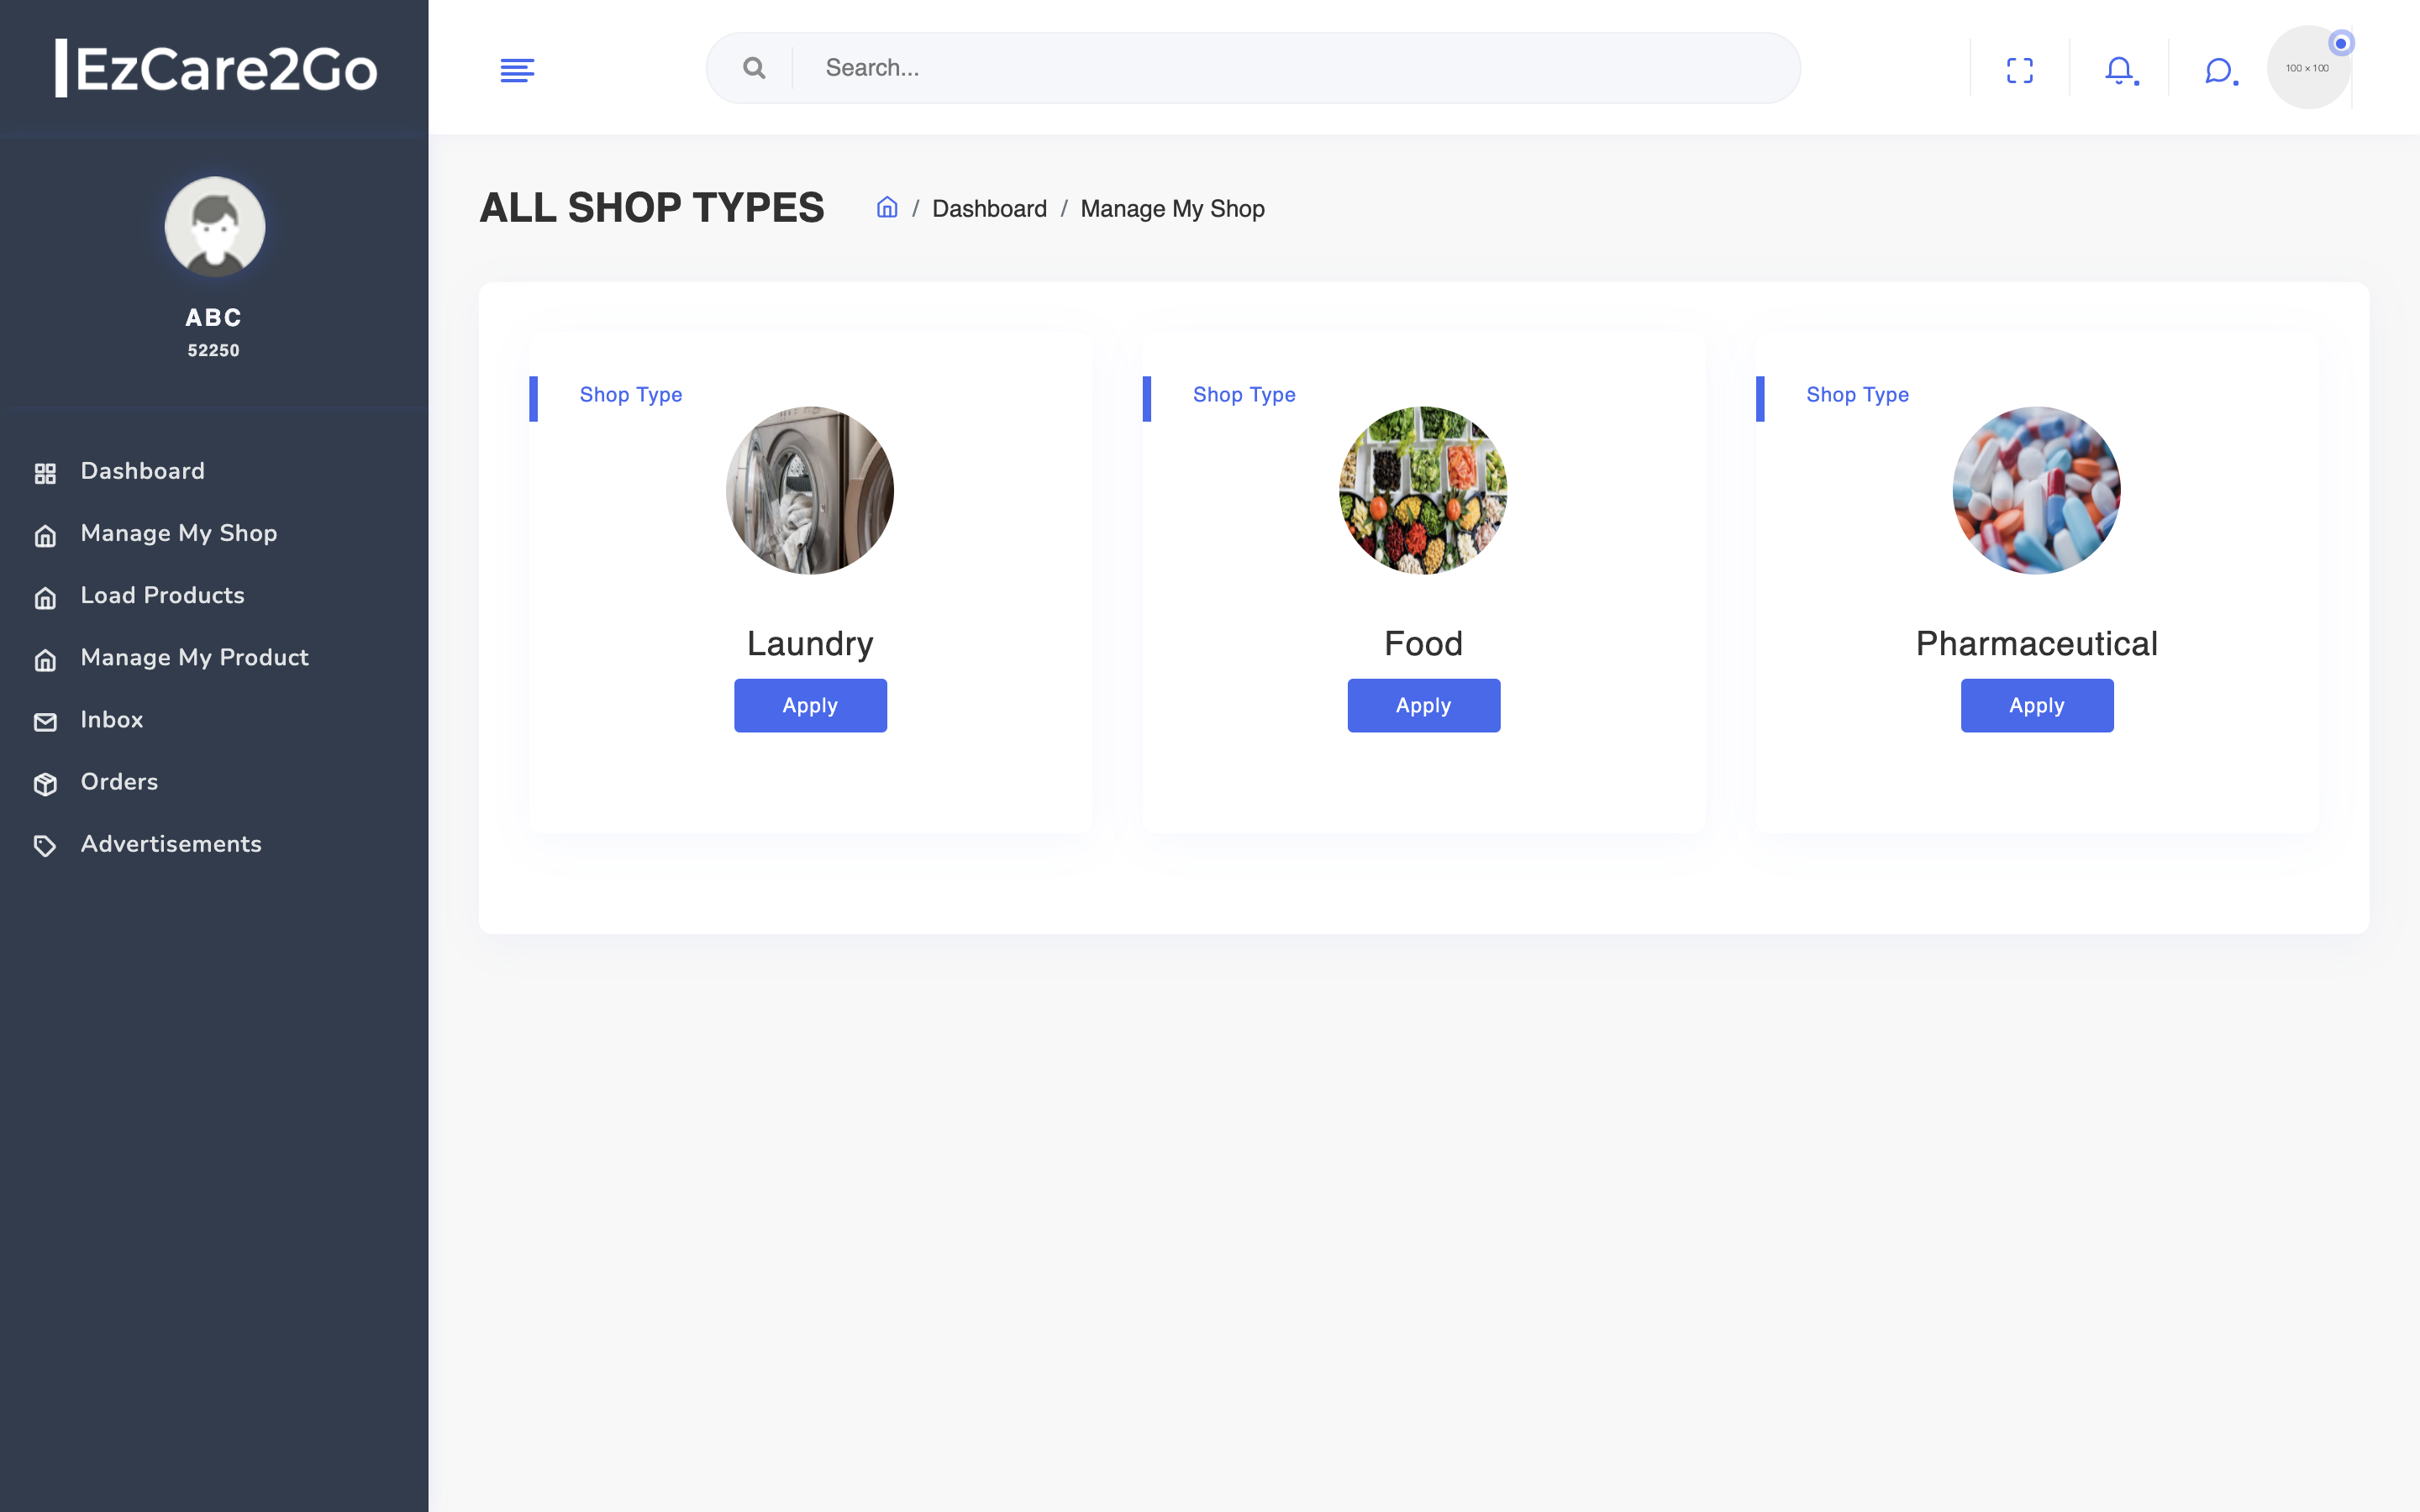 EzCare2Go
Search...
100 × 100
ABC
52250
Dashboard
Manage My Shop
Load Products
Manage My Product
Inbox
Orders
Advertisements
ALL SHOP TYPES
/ Dashboard / Manage My Shop
Shop Type
Laundry
Apply
Shop Type
Food
Apply
Shop Type
Pharmaceutical
Apply